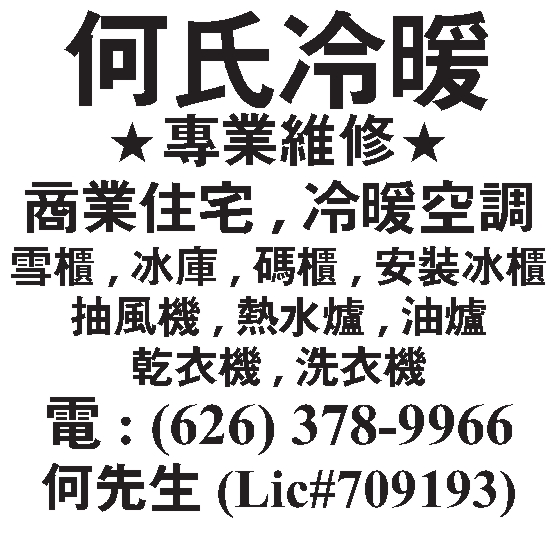 何氏冷暖
★專業維修★
商業住宅,冷暖空調
雪櫃,冰庫,碼櫃,安裝冰櫃
抽風機,熱水爐,油爐
乾衣機,洗衣機
電:(626) 378-9966
何先生 (Lic#709193)